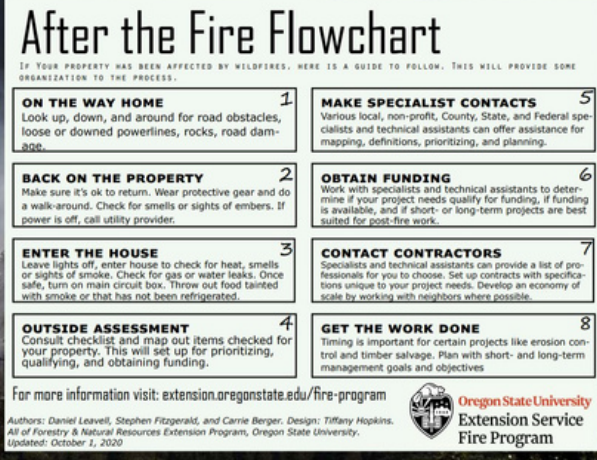 After the Fire Flowchart
IF YOUR PROPERTY HAS BEEN AFFECTED BY WILDFIRES, HERE IS A GUIDE TO FOLLOW. THIS WILL PROVIDE SOME
ORGANIZATION TO THE PROCESS.
ON THE WAY HOME 1
Look up, down, and around for road obstacles,
loose or downed powerlines, rocks, road dam-
age.
BACK ON THE PROPERTY 2
Make sure it's ok to return. Wear protective gear and do
a walk-around. Check for smells or sights of embers. If
power is off, call utility provider.
ENTER THE HOUSE 3
Leave lights off, enter house to check for heat, smells
or sights of smoke. Check for gas or water leaks. Once
safe, turn on main circuit box. Throw out food tainted
with smoke or that has not been refrigerated.
OUTSIDE ASSESSMENT 4
Consult checklist and map out items checked for
your property. This will set up for prioritizing,
qualifying, and obtaining funding.
MAKE SPECIALIST CONTACTS 5
Various local, non-profit, County, State, and Federal spe-
cialists and technical assistants can offer assistance for
mapping, definitions, prioritizing, and planning.
OBTAIN FUNDING 6
Work with specialists and technical assistants to deter-
mine if your project needs qualify for funding, if funding
is available, and if short- or long-term projects are best
suited for post-fire work.
CONTACT CONTRACTORS 7
Specialists and technical assistants can provide a list of pro-
fessionals for you to choose. Set up contracts with specifica-
tions unique to your project needs. Develop an economy of
scale by working with neighbors where possible.
GET THE WORK DONE 8
Timing is important for certain projects like erosion con-
trol and timber salvage. Plan with short- and long-term
management goals and objectives
For more information visit: extension.oregonstate.edu/fire-program
Authors: Daniel Leavell, Stephen Fitzgerald, and Carrie Berger. Design: Tiffany Hopkins.
All of Forestry & Natural Resources Extension Program, Oregon State University.
Updated: October 1, 2020
Oregon State University
Extension Service
Fire Program